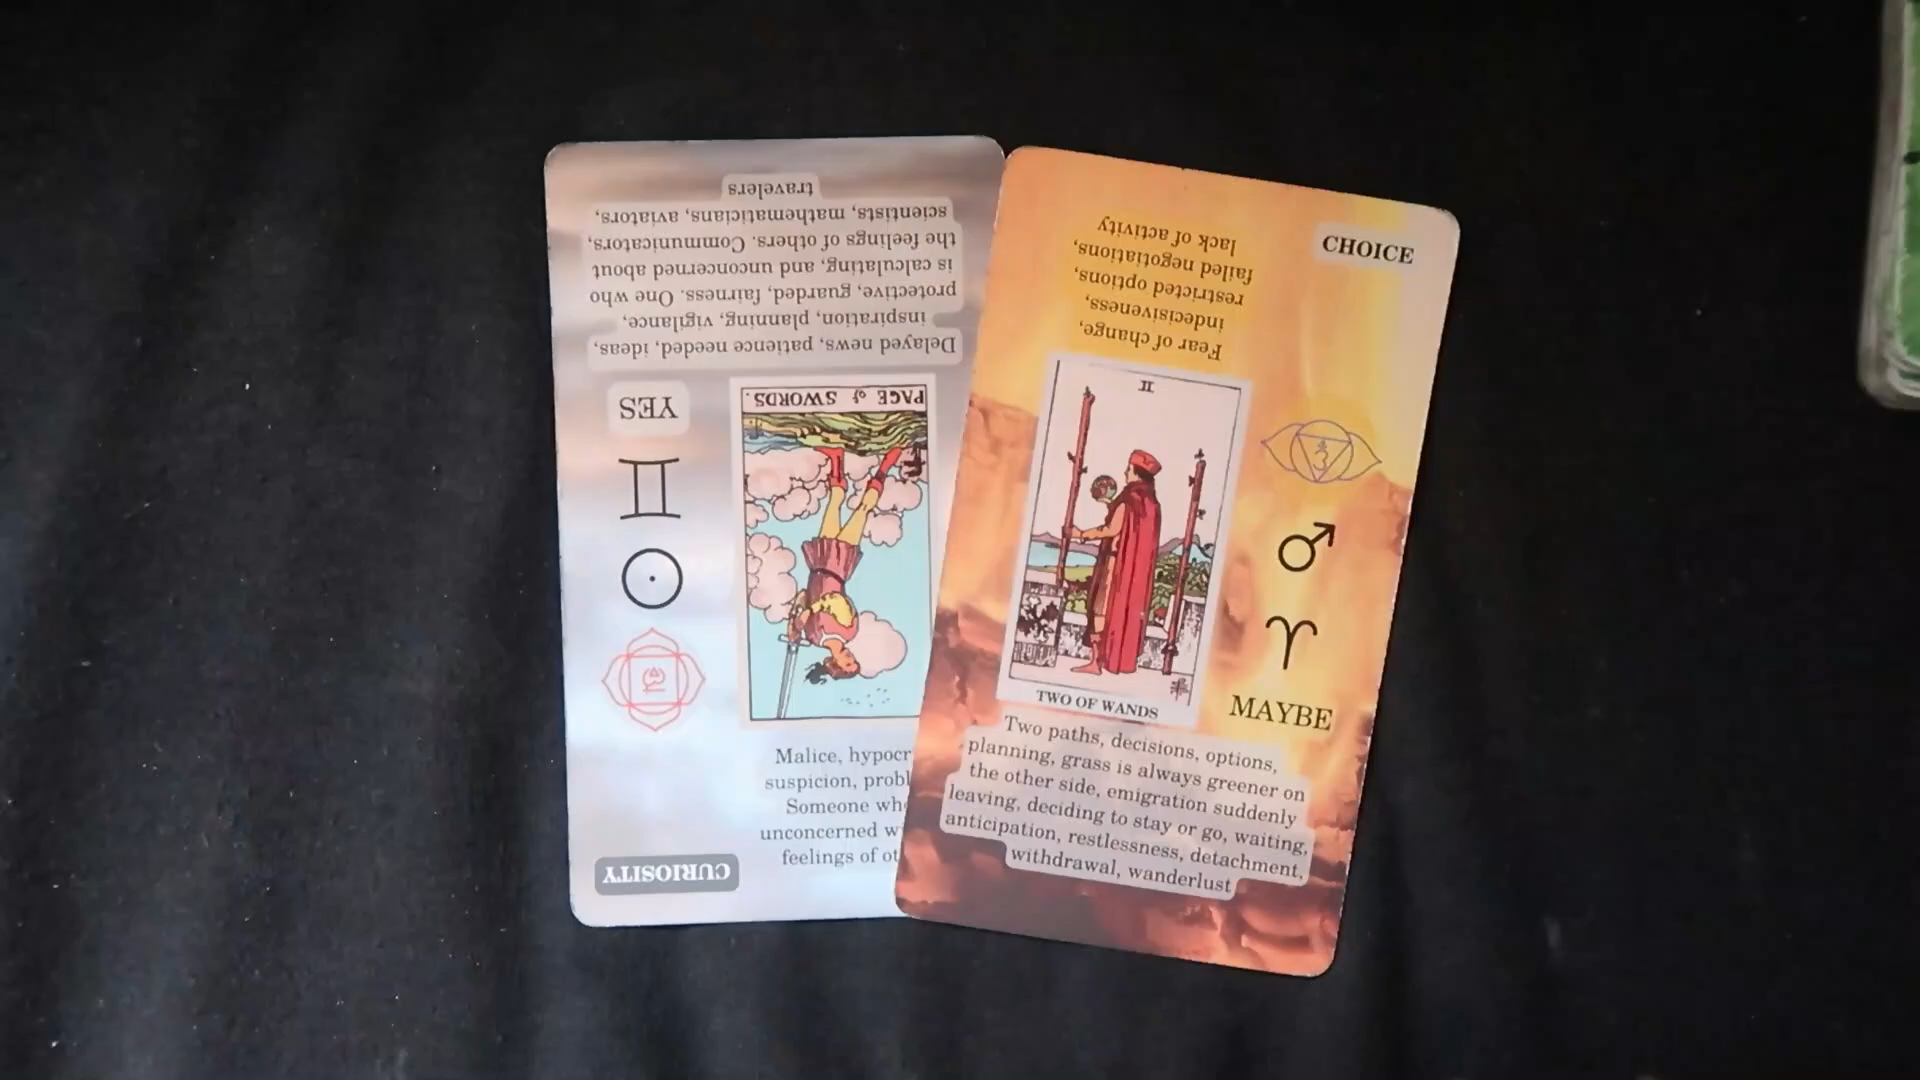 Delayed news, patience needed, ideas,
inspiration, planning, vigilance,
protective, guarded, fairness. One who
is calculating, and unconcerned about
the feelings of others. Communicators,
scientists, mathematicians, aviators,
travelers
YES
PAGE of SWORDS.
CURIOSITY
Malice,
suspicion,
Someone
unconcerned
feelings of
CHOICE
Fear of change,
indecisiveness,
restricted options,
failed negotiations,
lack of activity
II
TWO OF WANDS
MAYBE
Two paths, decisions, options,
planning, grass is always greener on
the other side, emigration suddenly
leaving, deciding to stay or go, waiting,
anticipation, restlessness, detachment,
withdrawal, wanderlust